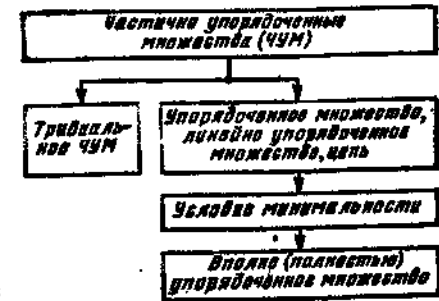 Частично упорядоченные
множества (ЧУМ)
Тривиаль-
ное ЧУМ
Упорядоченное множество,
линейно упорядоченное
множество, цепь
Условие минимальности
Вполне (полностью)
упорядоченное множество